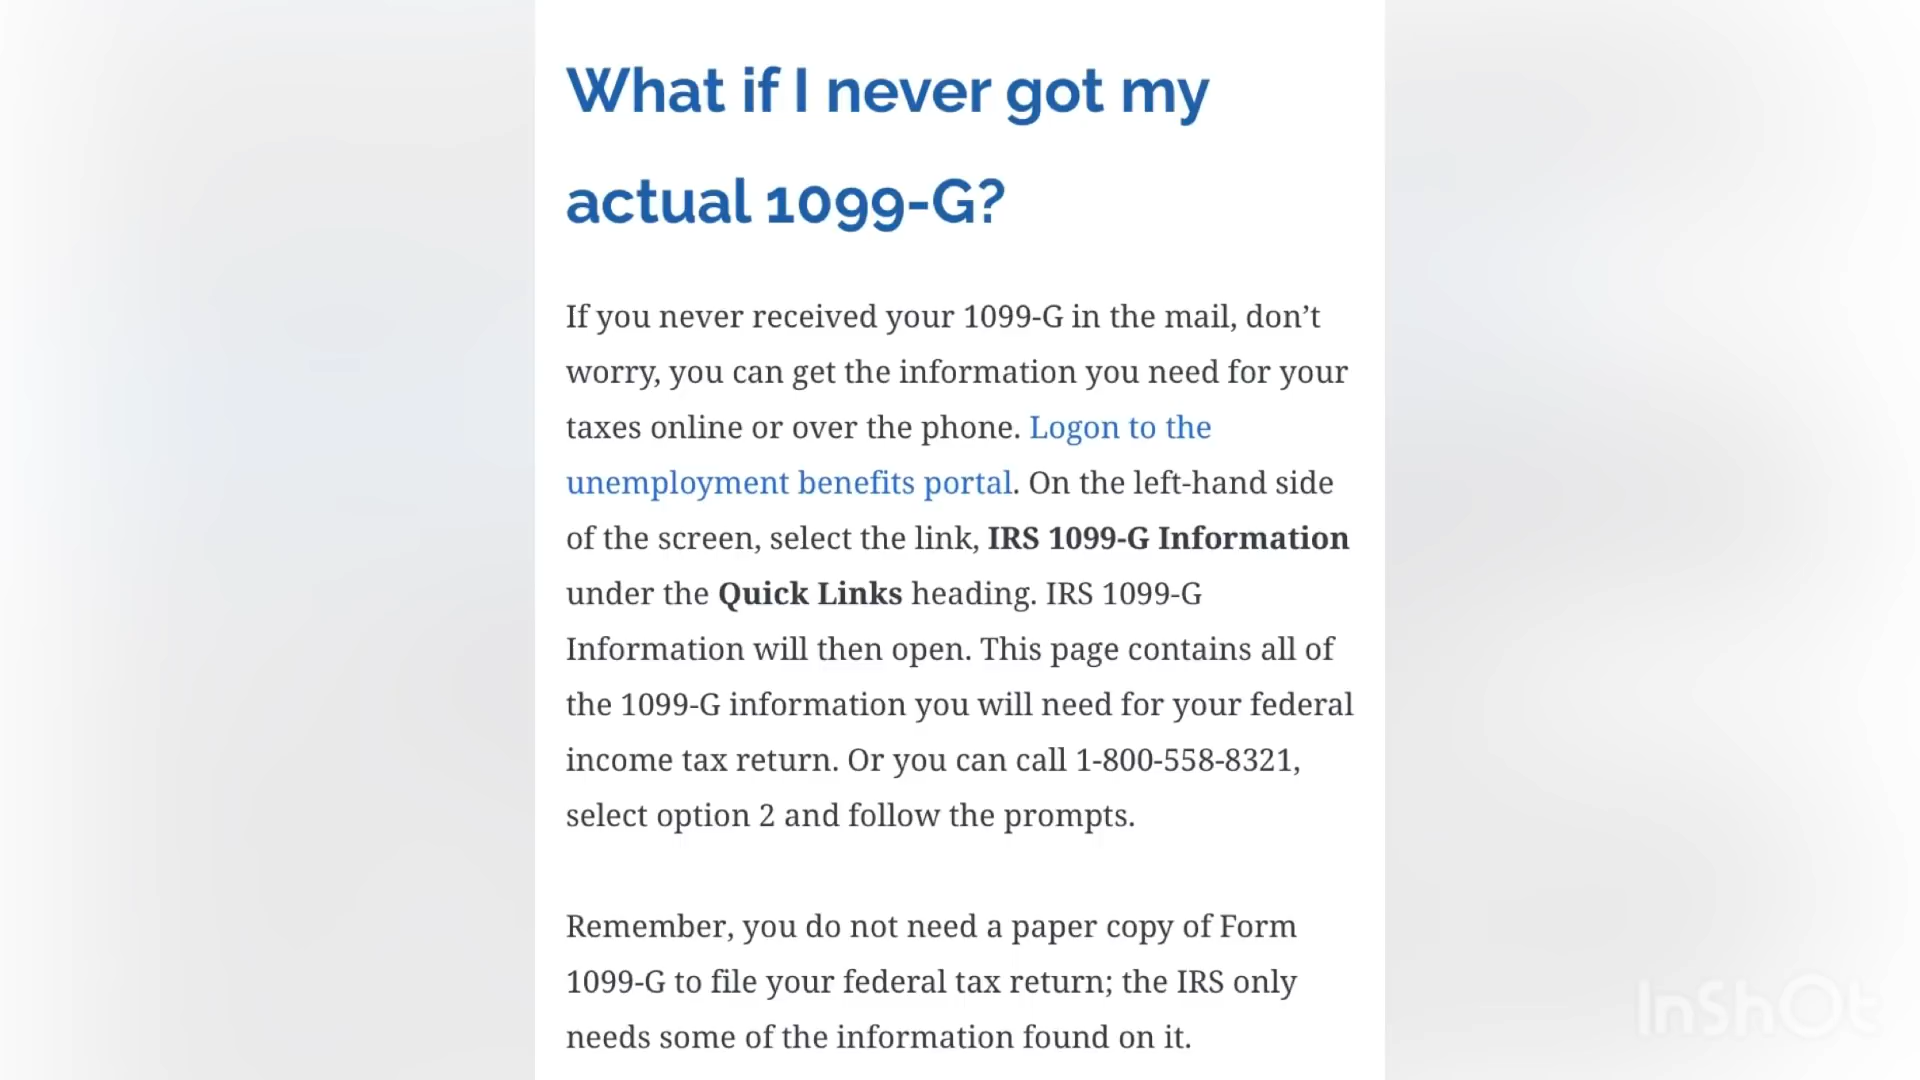 What if I never got my
actual 1099-G?
If you never received your 1099-G in the mail, don’t
worry, you can get the information you need for your
taxes online or over the phone. Logon to the
unemployment benefits portal. On the left-hand side
of the screen, select the link, IRS 1099-G Information
under the Quick Links heading. IRS 1099-G
Information will then open. This page contains all of
the 1099-G information you will need for your federal
income tax return. Or you can call 1-800-558-8321,
select option 2 and follow the prompts.
Remember, you do not need a paper copy of Form
1099-G to file your federal tax return; the IRS only
needs some of the information found on it.
InShOt